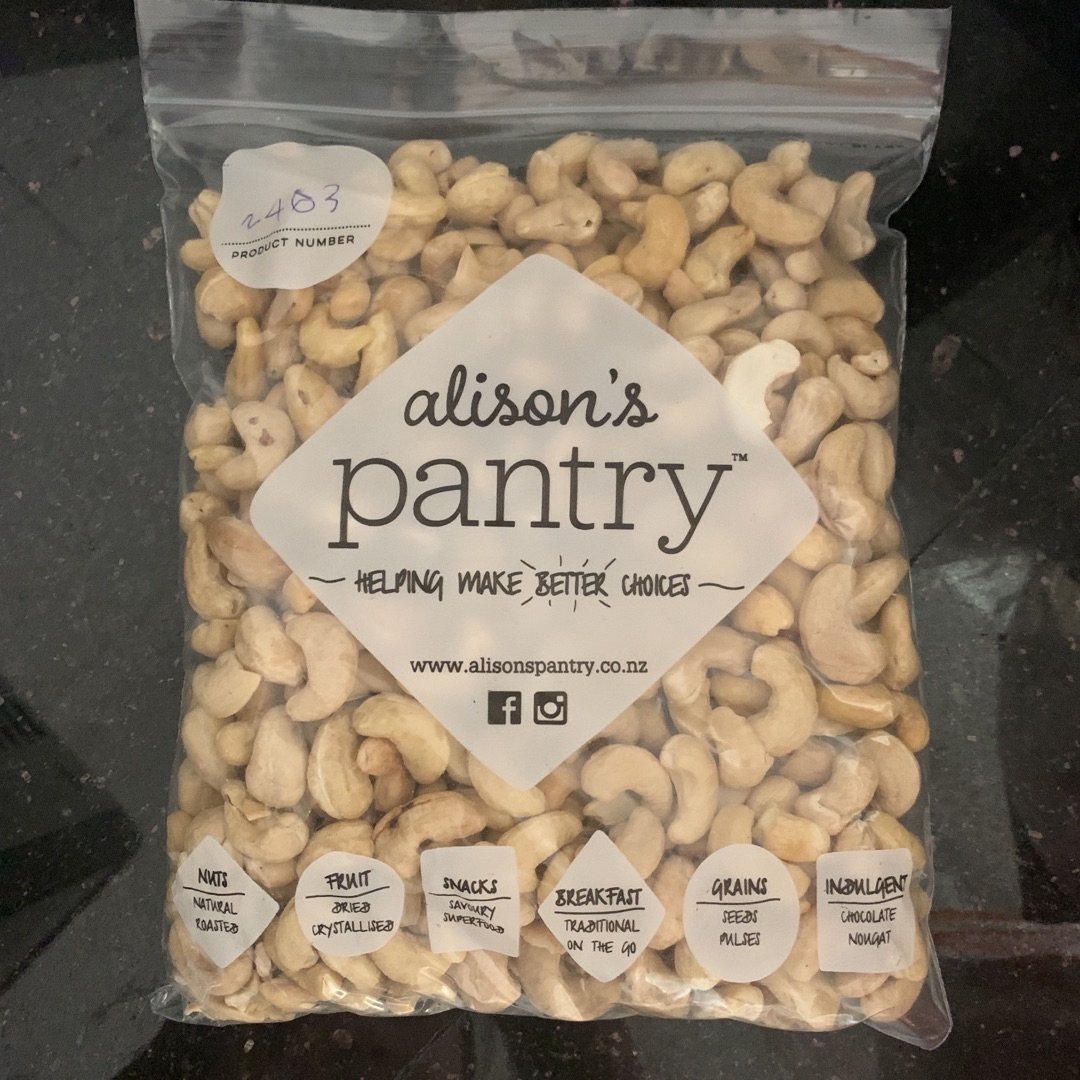 2403
PRODUCT NUMBER
alison's
pantry™
HELPING MAKE BETTER CHOICES
www.alisonspantry.co.nz
NUTS
NATURAL
ROASTED
FRUIT
DRIED
CRYSTALLISED
SNACKS
SAVOURY
SUPERFOOD
BREAKFAST
TRADITIONAL
ON THE GO
GRAINS
SEEDS
PULSES
INDULGENT
CHOCOLATE
NOUGAT